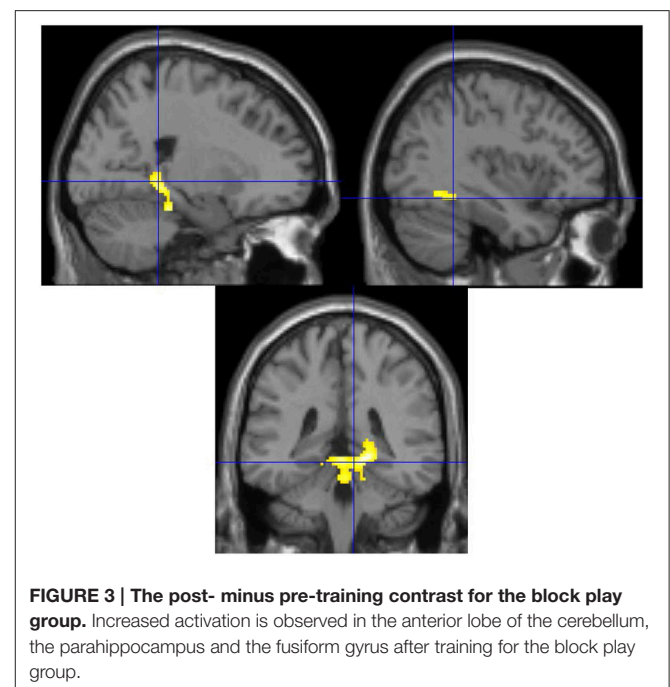 FIGURE 3 | The post- minus pre-training contrast for the block play
group. Increased activation is observed in the anterior lobe of the cerebellum,
the parahippocampus and the fusiform gyrus after training for the block play
group.